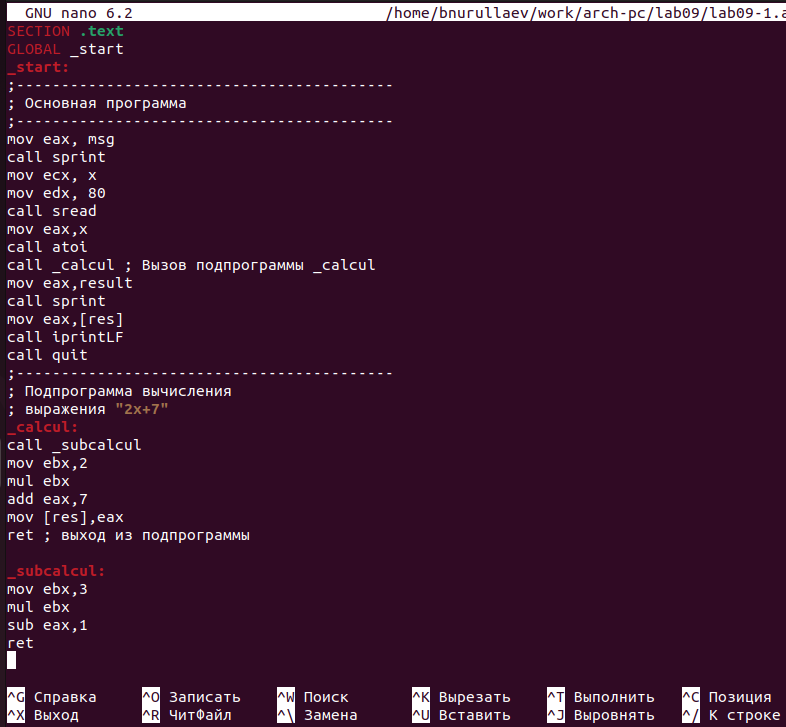 GNU nano 6.2 /home/bnurullaev/work/arch-pc/lab09/lab09-1.a
SECTION .text
GLOBAL _start
_start:
;------------------------------------------
; Основная программа
;------------------------------------------
mov eax, msg
call sprint
mov ecx, x
mov edx, 80
call sread
mov eax,x
call atoi
call _calcul ; Вызов подпрограммы _calcul
mov eax,result
call sprint
mov eax,[res]
call iprintLF
call quit
;------------------------------------------
; Подпрограмма вычисления
; выражения "2x+7"
_calcul:
call _subcalcul
mov ebx,2
mul ebx
add eax,7
mov [res],eax
ret ; выход из подпрограммы
_subcalcul:
mov ebx,3
mul ebx
sub eax,1
ret
^G Справка ^O Записать ^W Поиск ^K Вырезать ^T Выполнить ^C Позиция
^X Выход ^R ЧитФайл ^\ Замена ^U Вставить ^J Выровнять ^/ К строке